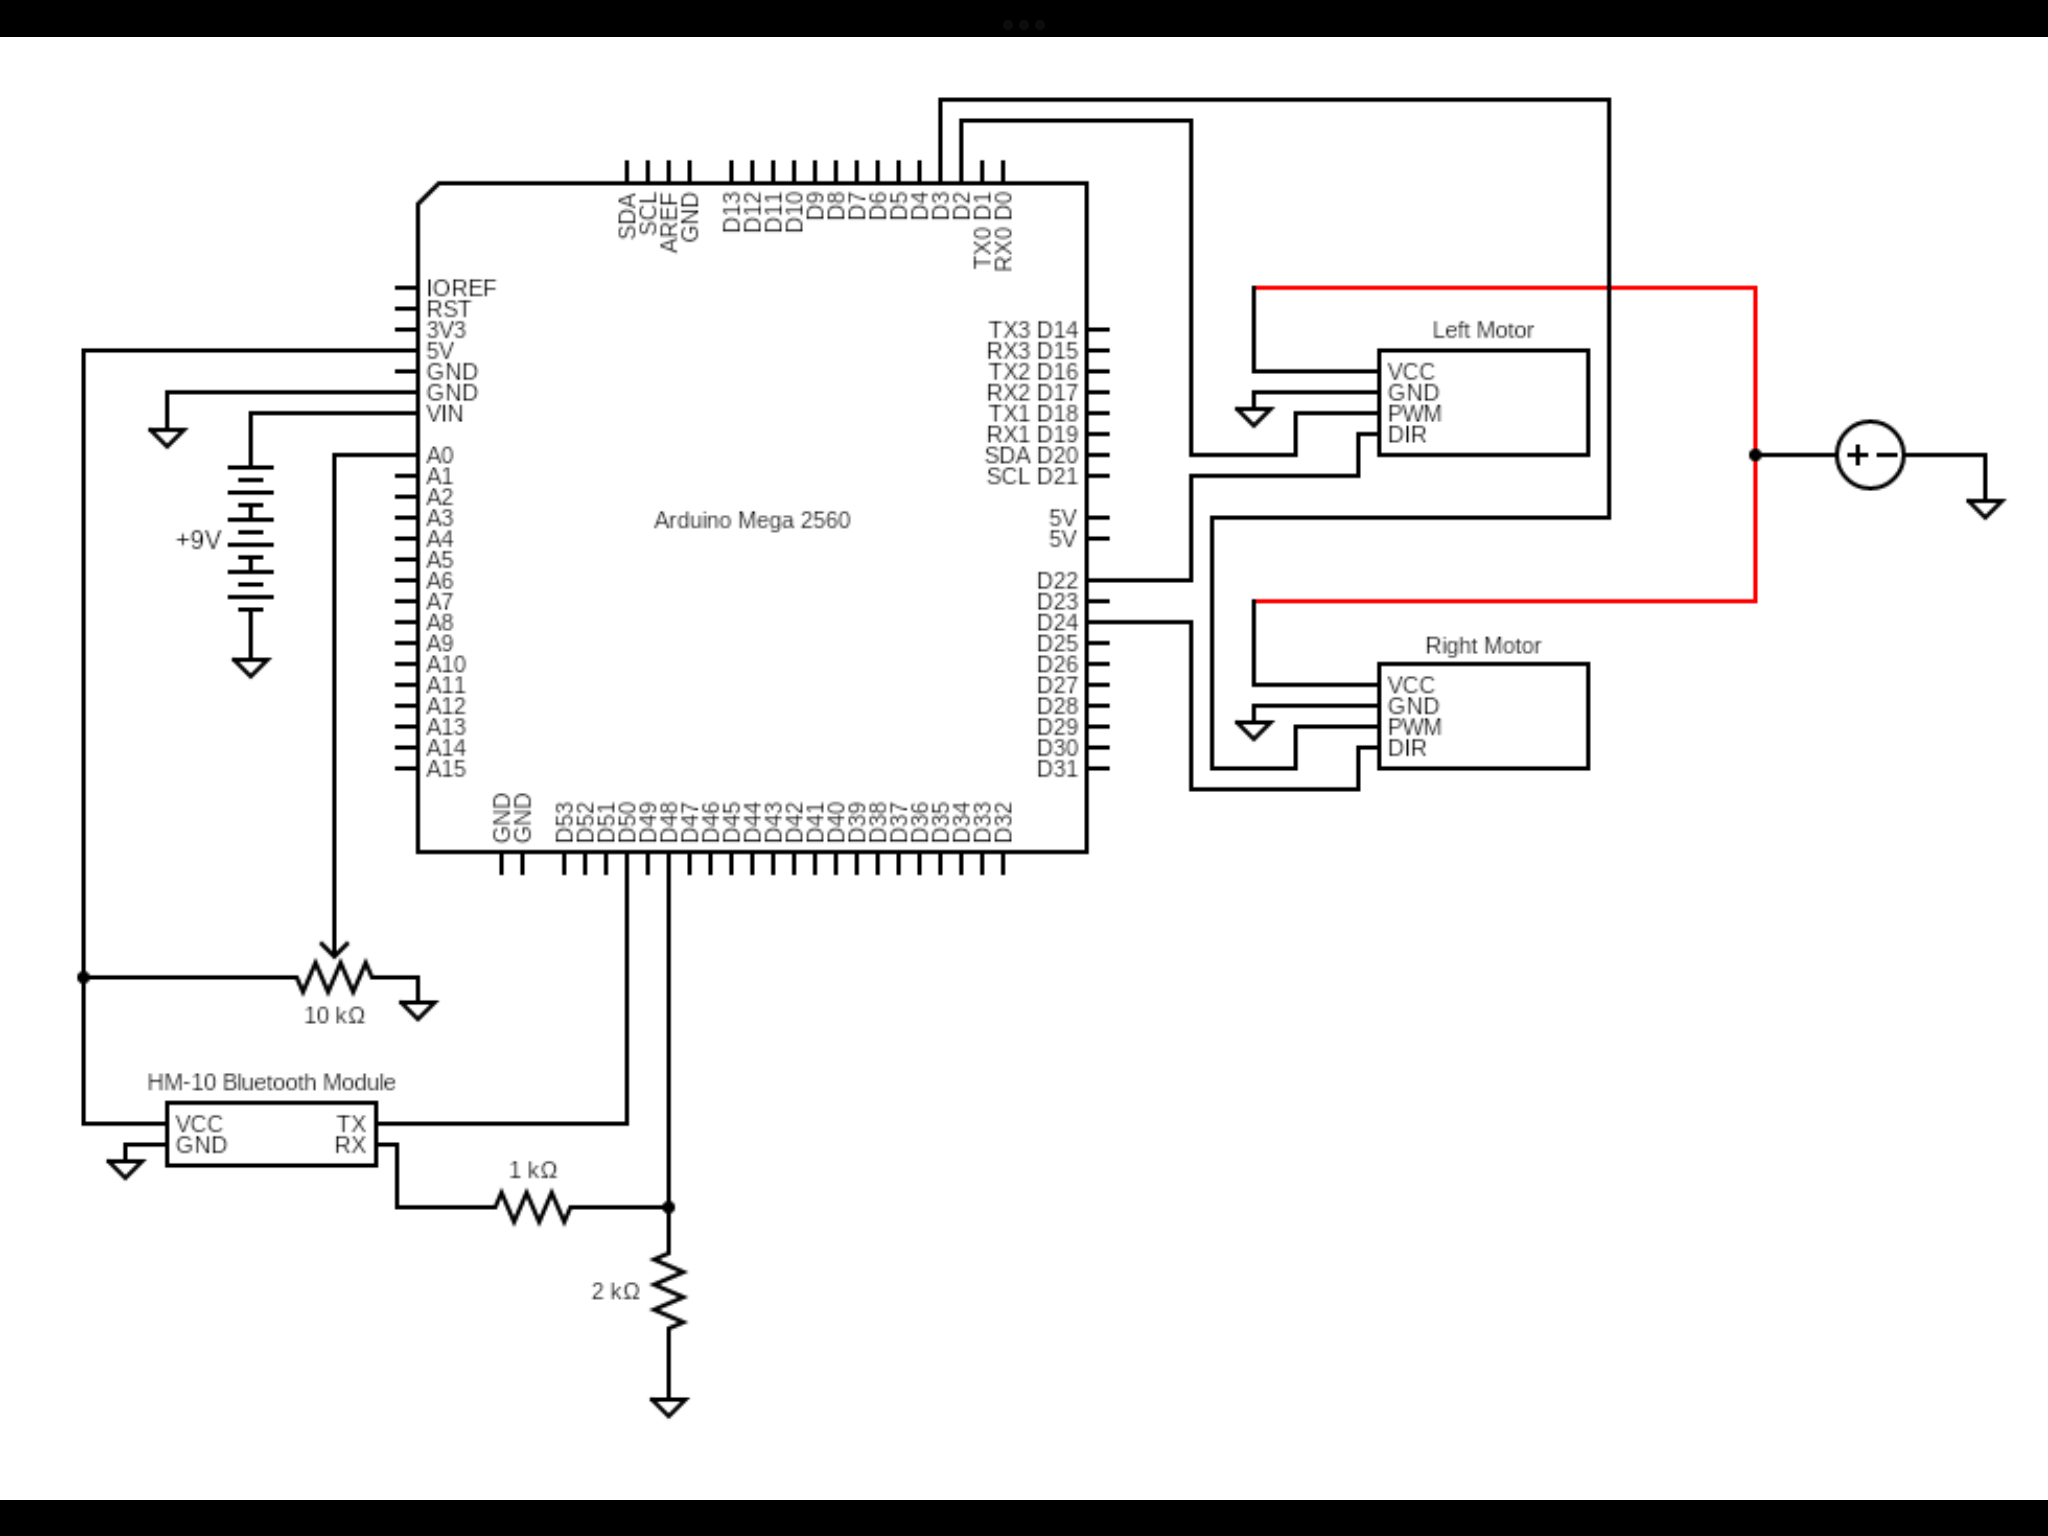 SDA
SCL
AREF
GND
D13
D12
D11
D10
D9
D8
D7
D6
D5
D4
D3
D2
TX0 D1
RX0 D0
IOREF
RST
3V3
5V
GND
GND
VIN
A0
A1
A2
A3
A4
A5
A6
A7
A8
A9
A10
A11
A12
A13
A14
A15
Arduino Mega 2560
TX3 D14
RX3 D15
TX2 D16
RX2 D17
TX1 D18
RX1 D19
SDA D20
SCL D21
5V
5V
D22
D23
D24
D25
D26
D27
D28
D29
D30
D31
GND
GND
D53
D52
D51
D50
D49
D48
D47
D46
D45
D44
D43
D42
D41
D40
D39
D38
D37
D36
D35
D34
D33
D32
Left Motor
VCC
GND
PWM
DIR
+ −
Right Motor
VCC
GND
PWM
DIR
+9V
10 kΩ
HM-10 Bluetooth Module
VCC TX
GND RX
1 kΩ
2 kΩ